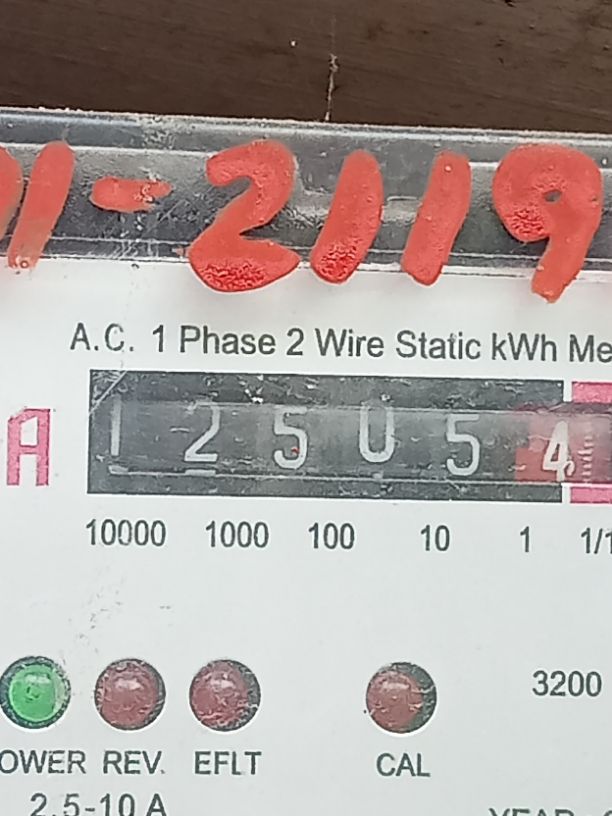 1-2119
A.C. 1 Phase 2 Wire Static kWh Me
A
1 2 5 0 5 4
10000 1000 100 10 1 1/1
3200
OWER REV. EFLT CAL
2.5-10 A